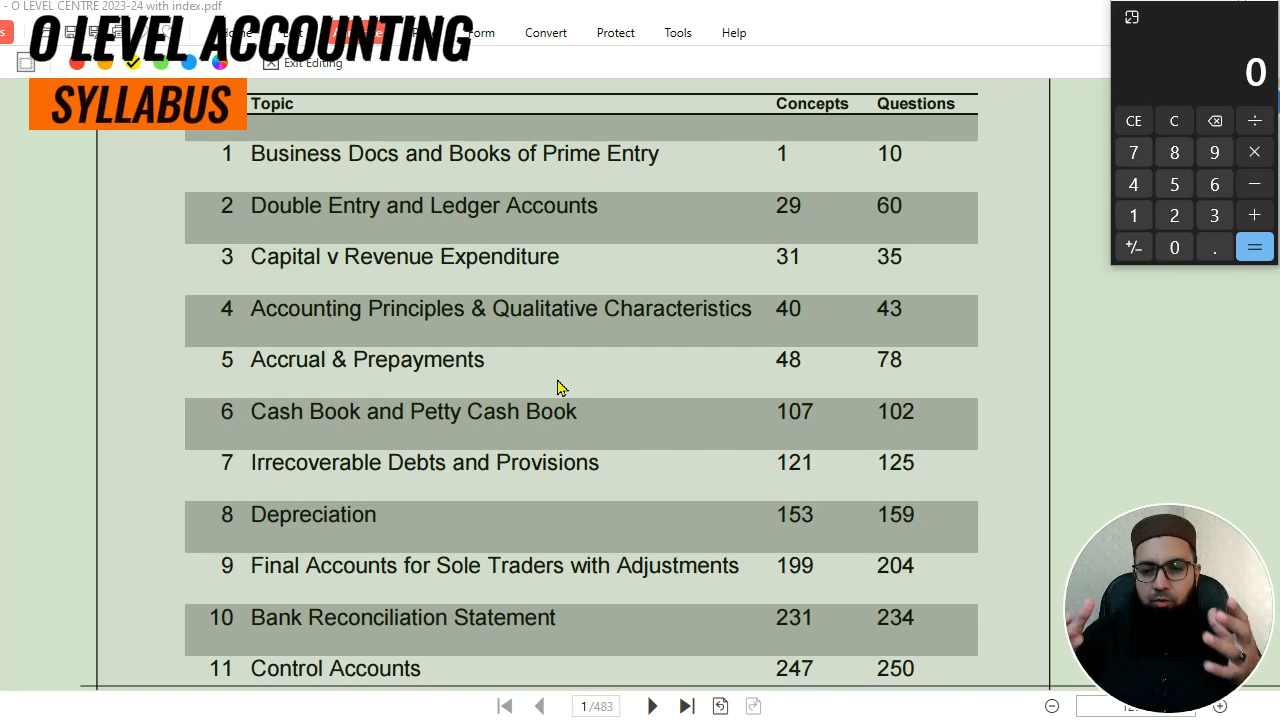 - O LEVEL CENTRE 2023-24 with index.pdf
O LEVEL ACCOUNTING
Form Convert Protect Tools Help
Exit Editing
SYLLABUS
Topic Concepts Questions
1 Business Docs and Books of Prime Entry 1 10
2 Double Entry and Ledger Accounts 29 60
3 Capital v Revenue Expenditure 31 35
4 Accounting Principles & Qualitative Characteristics 40 43
5 Accrual & Prepayments 48 78
6 Cash Book and Petty Cash Book 107 102
7 Irrecoverable Debts and Provisions 121 125
8 Depreciation 153 159
9 Final Accounts for Sole Traders with Adjustments 199 204
10 Bank Reconciliation Statement 231 234
11 Control Accounts 247 250
1 /483
0
CE C ÷
7 8 9 ×
4 5 6 −
1 2 3 +
+/− 0 . =